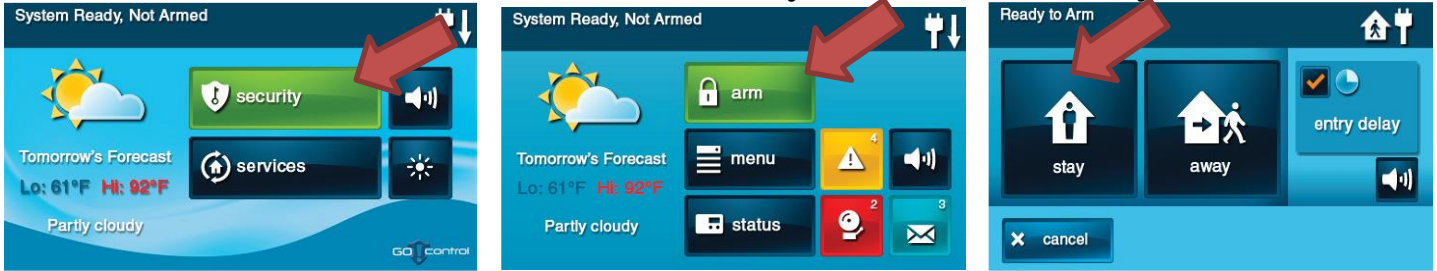 System Ready, Not Armed
security
services
Tomorrow's Forecast
Lo: 61°F Hi: 92°F
Partly cloudy
GO control
System Ready, Not Armed
arm
menu
4
status
2
3
Tomorrow's Forecast
Lo: 61°F Hi: 92°F
Partly cloudy
Ready to Arm
stay
away
entry delay
cancel